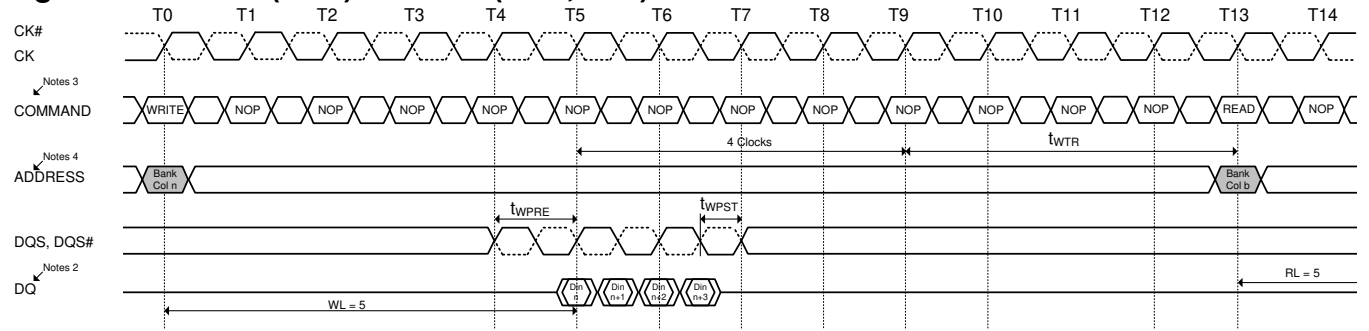 T0 T1 T2 T3 T4 T5 T6 T7 T8 T9 T10 T11 T12 T13 T14
CK#
CK
Notes 3
COMMAND WRITE NOP NOP NOP NOP NOP NOP NOP NOP NOP NOP NOP NOP READ NOP
4 Clocks tWTR
Notes 4
ADDRESS Bank Col n Bank Col b
tWPRE tWPST
DQS, DQS#
Notes 2
DQ Din n Din n+1 Din n+2 Din n+3
RL = 5
WL = 5